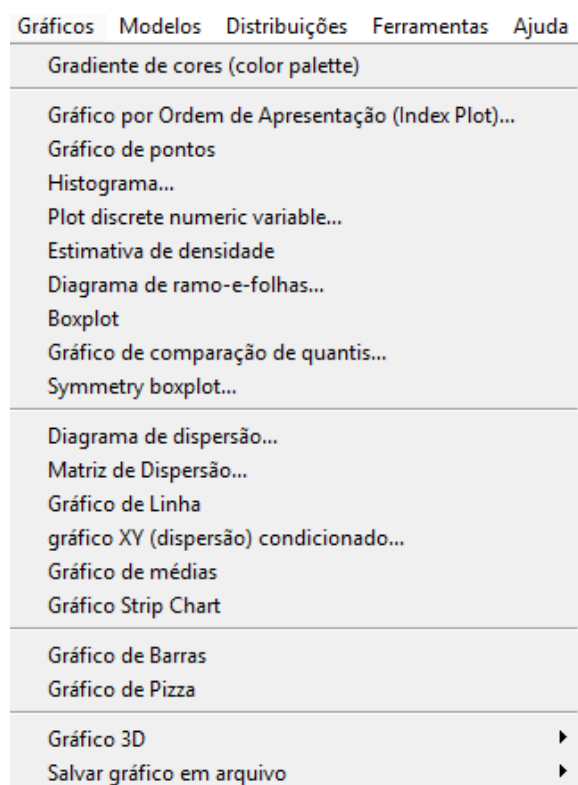 Gráficos Modelos Distribuições Ferramentas Ajuda
Gradiente de cores (color palette)
Gráfico por Ordem de Apresentação (Index Plot)...
Gráfico de pontos
Histograma...
Plot discrete numeric variable...
Estimativa de densidade
Diagrama de ramo-e-folhas...
Boxplot
Gráfico de comparação de quantis...
Symmetry boxplot...
Diagrama de dispersão...
Matriz de Dispersão...
Gráfico de Linha
gráfico XY (dispersão) condicionado...
Gráfico de médias
Gráfico Strip Chart
Gráfico de Barras
Gráfico de Pizza
Gráfico 3D
Salvar gráfico em arquivo